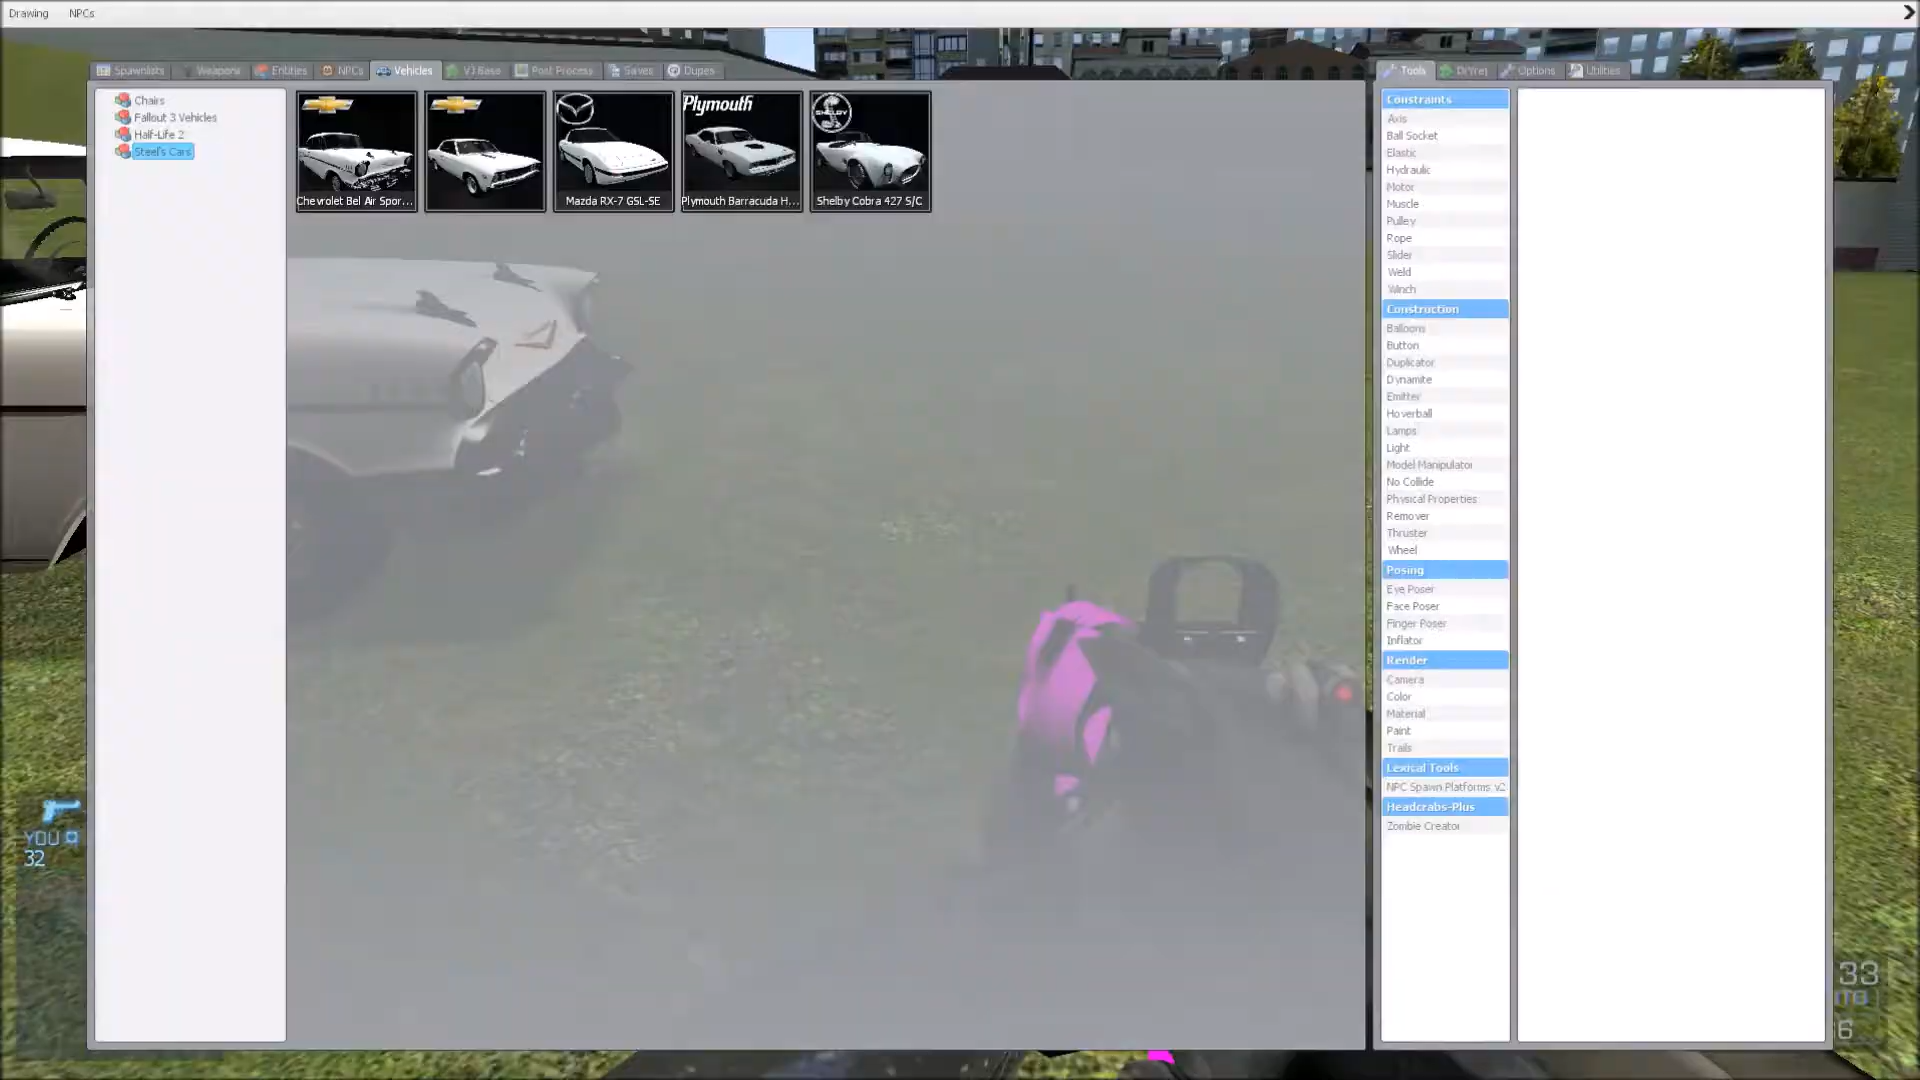 Drawing NPCs
Spawnlists Weapons Entities NPCs Vehicles VJ Base Post Process Saves Dupes
Chairs
Fallout 3 Vehicles
Half-Life 2
Steel's Cars
Plymouth
SHELBY
Chevrolet Bel Air Spor...
Mazda RX-7 GSL-SE
Plymouth Barracuda H...
Shelby Cobra 427 S/C
Tools DrVrej Options Utilities
Constraints
Axis
Ball Socket
Elastic
Hydraulic
Motor
Muscle
Pulley
Rope
Slider
Weld
Winch
Construction
Balloons
Button
Duplicator
Dynamite
Emitter
Hoverball
Lamps
Light
Model Manipulator
No Collide
Physical Properties
Remover
Thruster
Wheel
Posing
Eye Poser
Face Poser
Finger Poser
Inflator
Render
Camera
Color
Material
Paint
Trails
Lexical Tools
NPC Spawn Platforms v2
Headcrabs-Plus
Zombie Creator
YOU
32
33
6